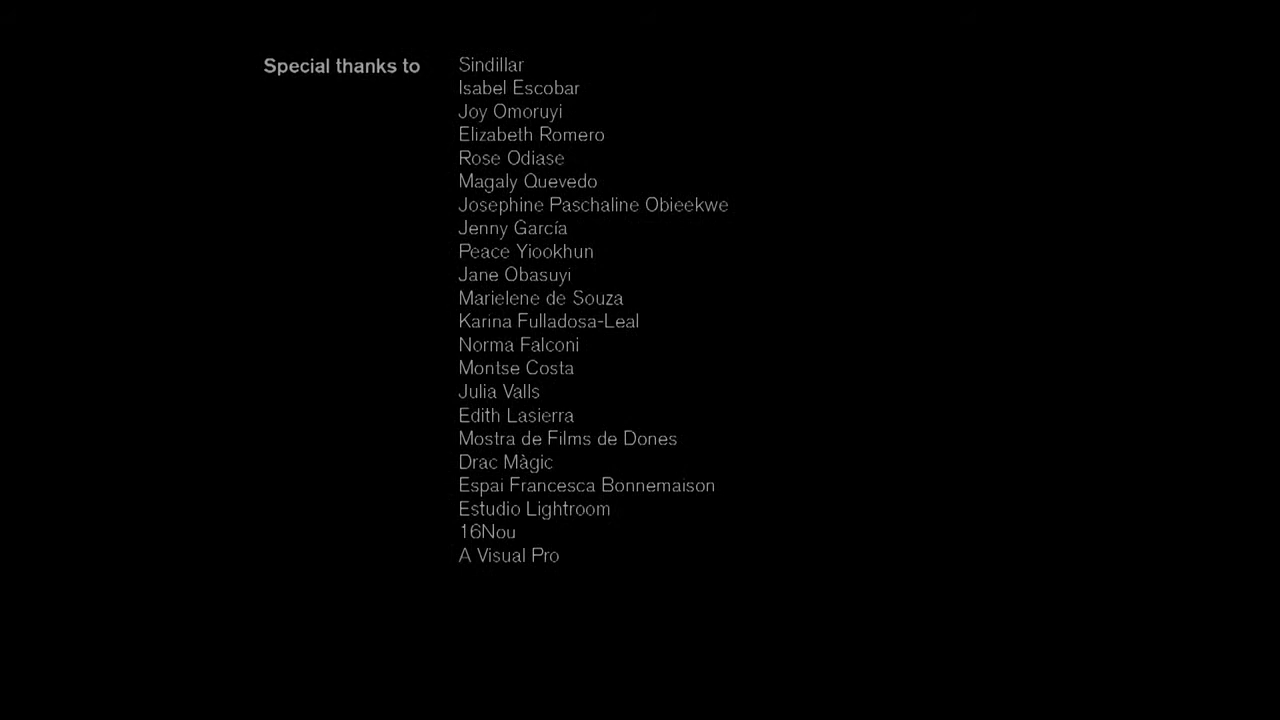 Special thanks to
Sindillar
Isabel Escobar
Joy Omoruyi
Elizabeth Romero
Rose Odiase
Magaly Quevedo
Josephine Paschaline Obieekwe
Jenny García
Peace Yiookhun
Jane Obasuyi
Marielene de Souza
Karina Fulladosa-Leal
Norma Falconi
Montse Costa
Julia Valls
Edith Lasierra
Mostra de Films de Dones
Drac Màgic
Espai Francesca Bonnemaison
Estudio Lightroom
16Nou
A Visual Pro